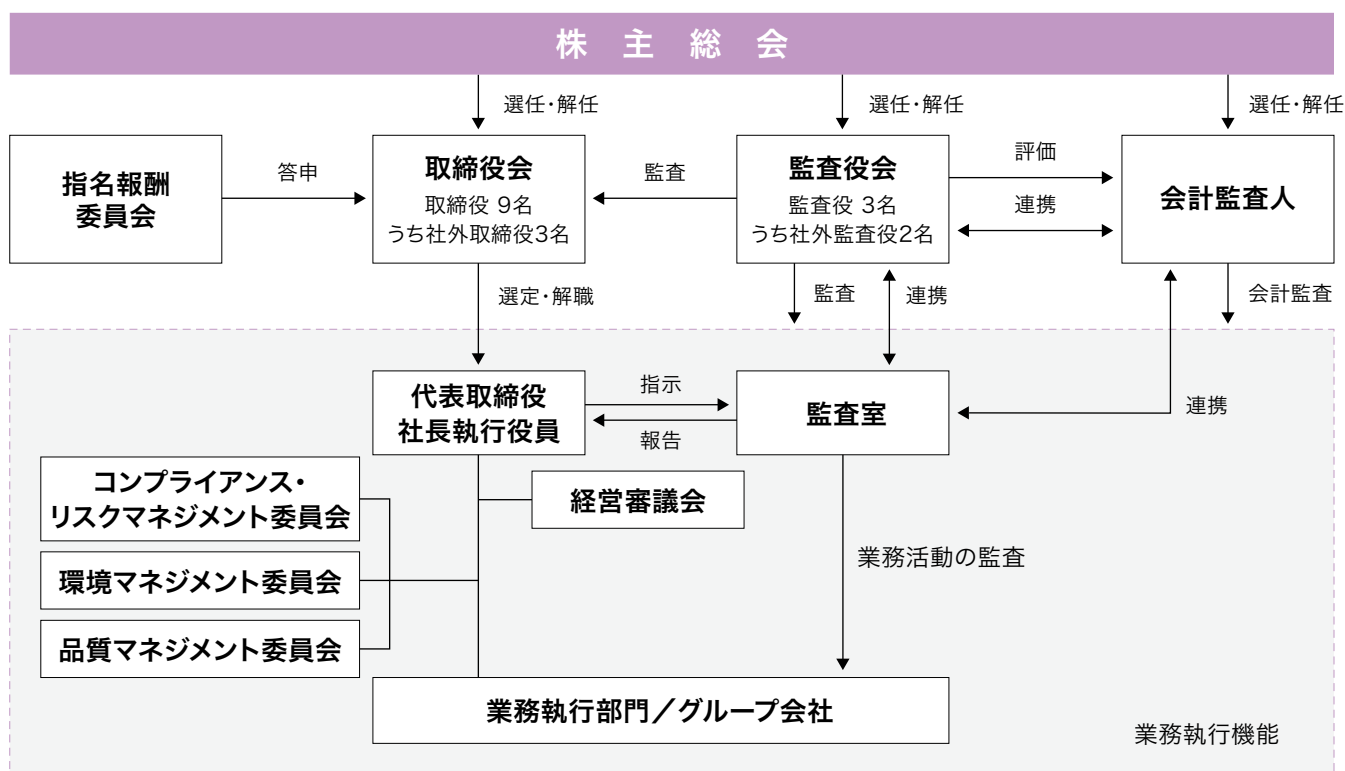 株主総会
選任・解任
選任・解任
選任・解任
指名報酬
委員会
答申
取締役会
取締役 9名
うち社外取締役3名
監査
監査役会
監査役 3名
うち社外監査役2名
評価
連携
会計監査人
選定・解職
監査
連携
会計監査
代表取締役
社長執行役員
指示
報告
監査室
連携
コンプライアンス・
リスクマネジメント委員会
経営審議会
環境マネジメント委員会
業務活動の監査
品質マネジメント委員会
業務執行部門／グループ会社
業務執行機能